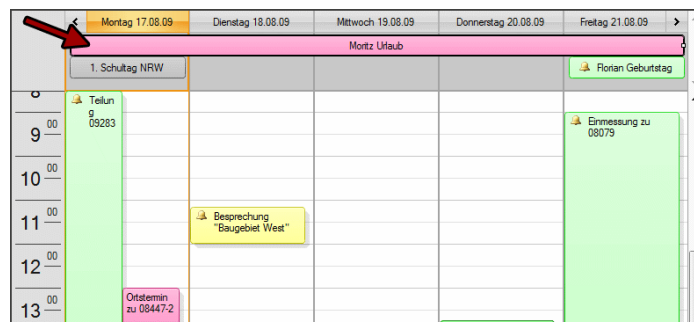 Montag 17.08.09 Dienstag 18.08.09 Mittwoch 19.08.09 Donnerstag 20.08.09 Freitag 21.08.09
Moritz Urlaub
1. Schultag NRW Florian Geburtstag
8
Teilun
g
09283
Einmessung zu
08079
9 00
10 00
11 00
Besprechung
"Baugebiet West"
12 00
13 00
Ortstermin
zu 08447-2